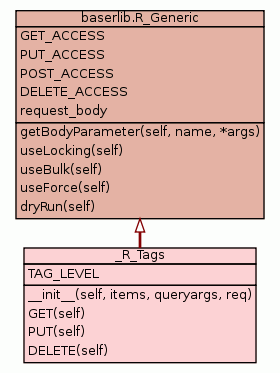 baserlib.R_Generic
GET_ACCESS
PUT_ACCESS
POST_ACCESS
DELETE_ACCESS
request_body
getBodyParameter(self, name, *args)
useLocking(self)
useBulk(self)
useForce(self)
dryRun(self)
_R_Tags
TAG_LEVEL
__init__(self, items, queryargs, req)
GET(self)
PUT(self)
DELETE(self)